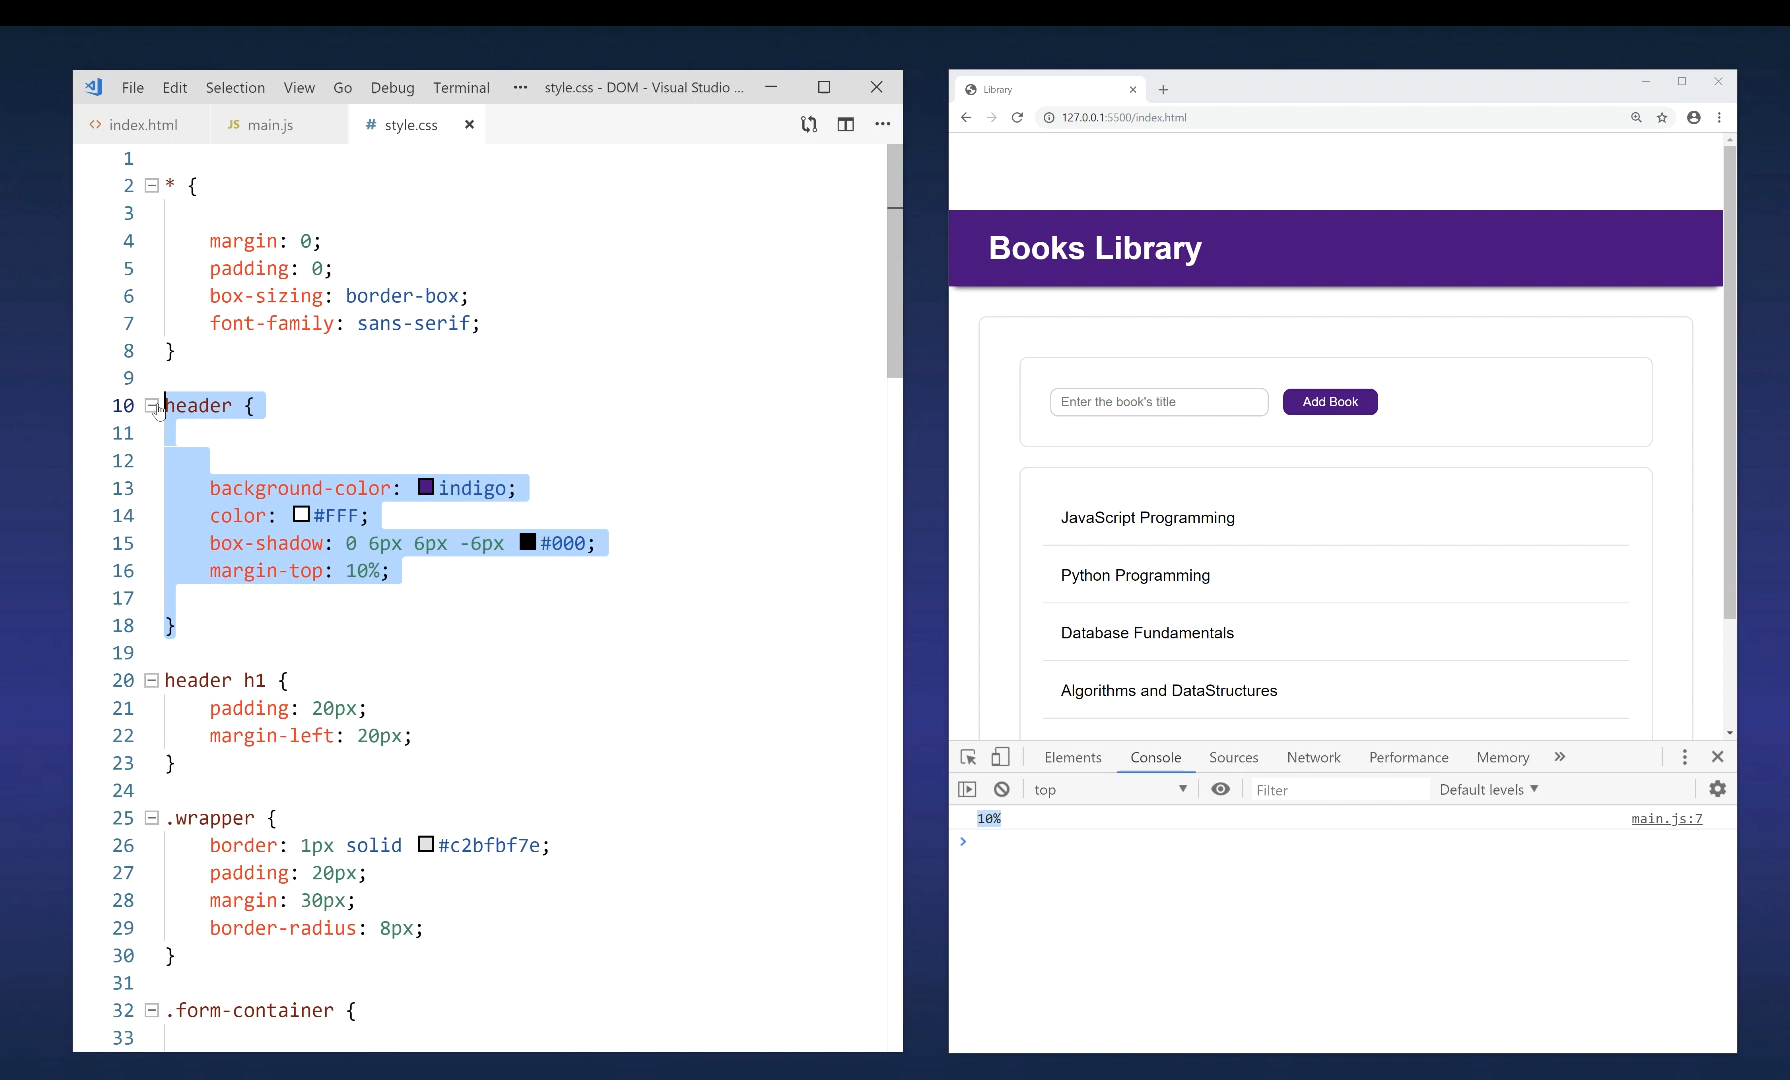 File Edit Selection View Go Debug Terminal ··· style.css - DOM - Visual Studio ...
<> index.html JS main.js # style.css
1
2 * {
3
4 margin: 0;
5 padding: 0;
6 box-sizing: border-box;
7 font-family: sans-serif;
8 }
9
10 header {
11
12
13 background-color: indigo;
14 color: #FFF;
15 box-shadow: 0 6px 6px -6px #000;
16 margin-top: 10%;
17
18 }
19
20 header h1 {
21 padding: 20px;
22 margin-left: 20px;
23 }
24
25 .wrapper {
26 border: 1px solid #c2bfbf7e;
27 padding: 20px;
28 margin: 30px;
29 border-radius: 8px;
30 }
31
32 .form-container {
33
Library
127.0.0.1:5500/index.html
Books Library
Enter the book's title Add Book
JavaScript Programming
Python Programming
Database Fundamentals
Algorithms and DataStructures
Elements Console Sources Network Performance Memory »
top Filter Default levels
10% main.js:7
>